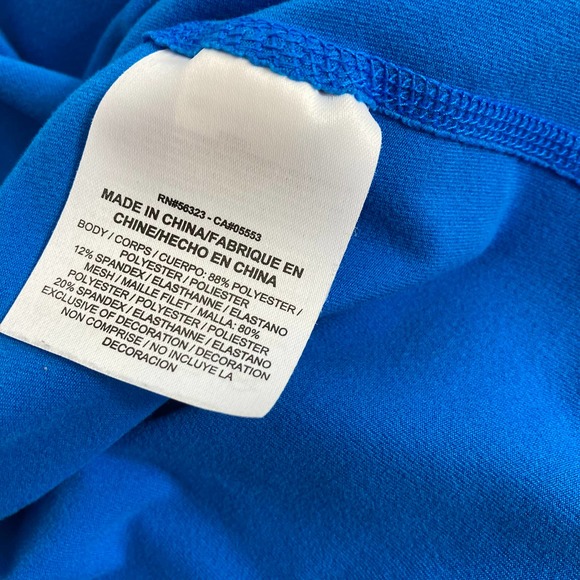 RN#56323 - CA#05553
MADE IN CHINA/FABRIQUE EN
CHINE/HECHO EN CHINA
BODY / CORPS / CUERPO: 88% POLYESTER /
POLYESTER / POLIESTER
12% SPANDEX / ELASTHANNE / ELASTANO
MESH / MAILLE FILET / MALLA: 80%
POLYESTER / POLYESTER / POLIESTER
20% SPANDEX / ELASTHANNE / ELASTANO
EXCLUSIVE OF DECORATION / DECORATION
NON COMPRISE / NO INCLUYE LA
DECORACION